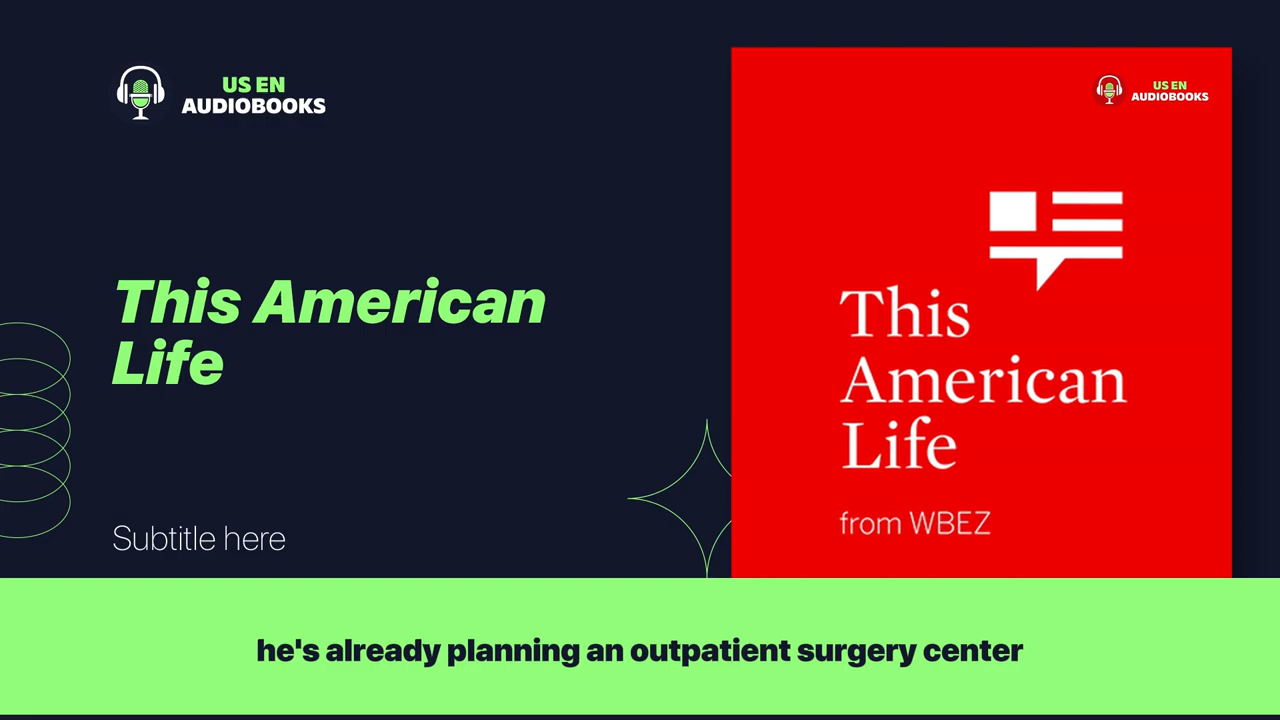 US EN
AUDIOBOOKS
US EN
AUDIOBOOKS
This American
Life
This
American
Life
from WBEZ
Subtitle here
he's already planning an outpatient surgery center